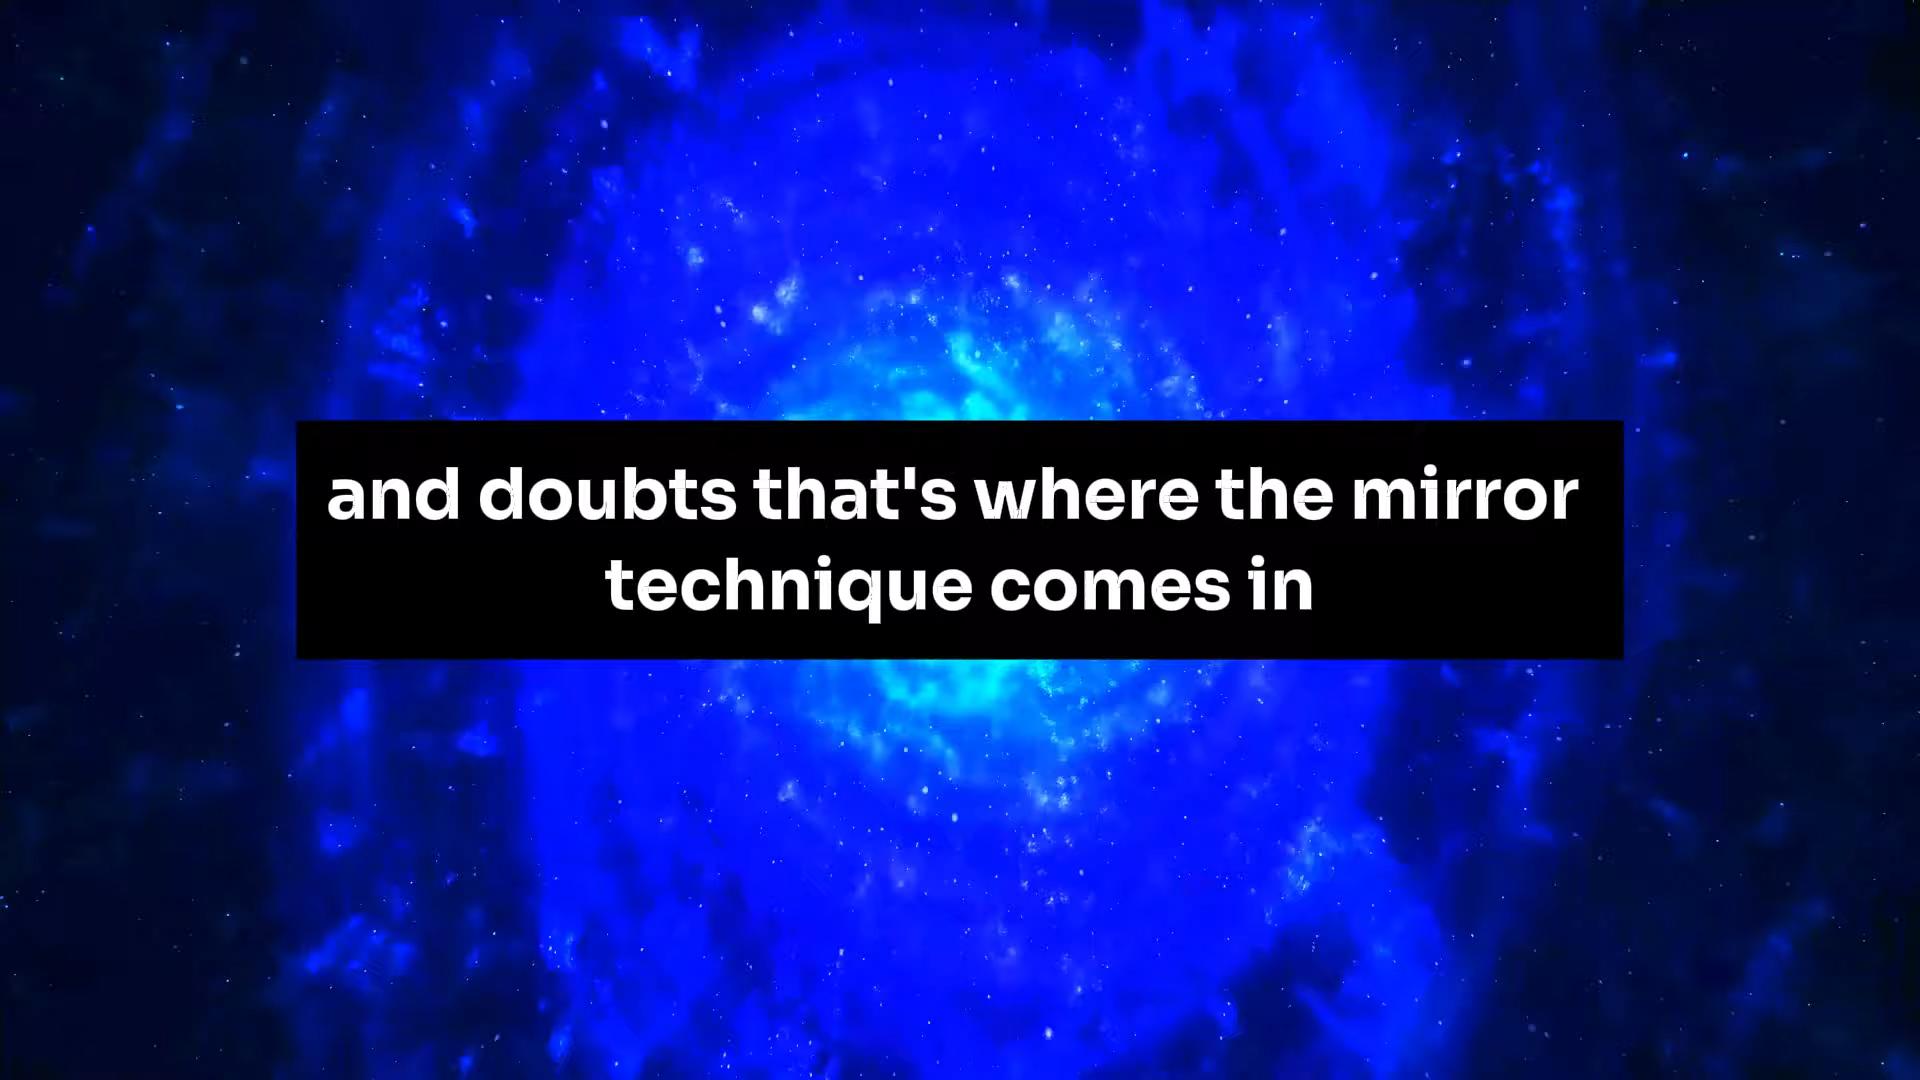 and doubts that's where the mirror
technique comes in